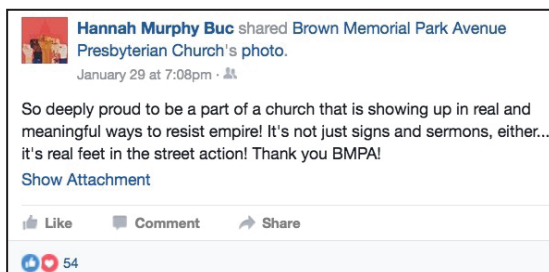 Hannah Murphy Buc shared Brown Memorial Park Avenue
Presbyterian Church's photo.
January 29 at 7:08pm ·
So deeply proud to be a part of a church that is showing up in real and
meaningful ways to resist empire! It's not just signs and sermons, either...
it's real feet in the street action! Thank you BMPA!
Show Attachment
Like Comment Share
54